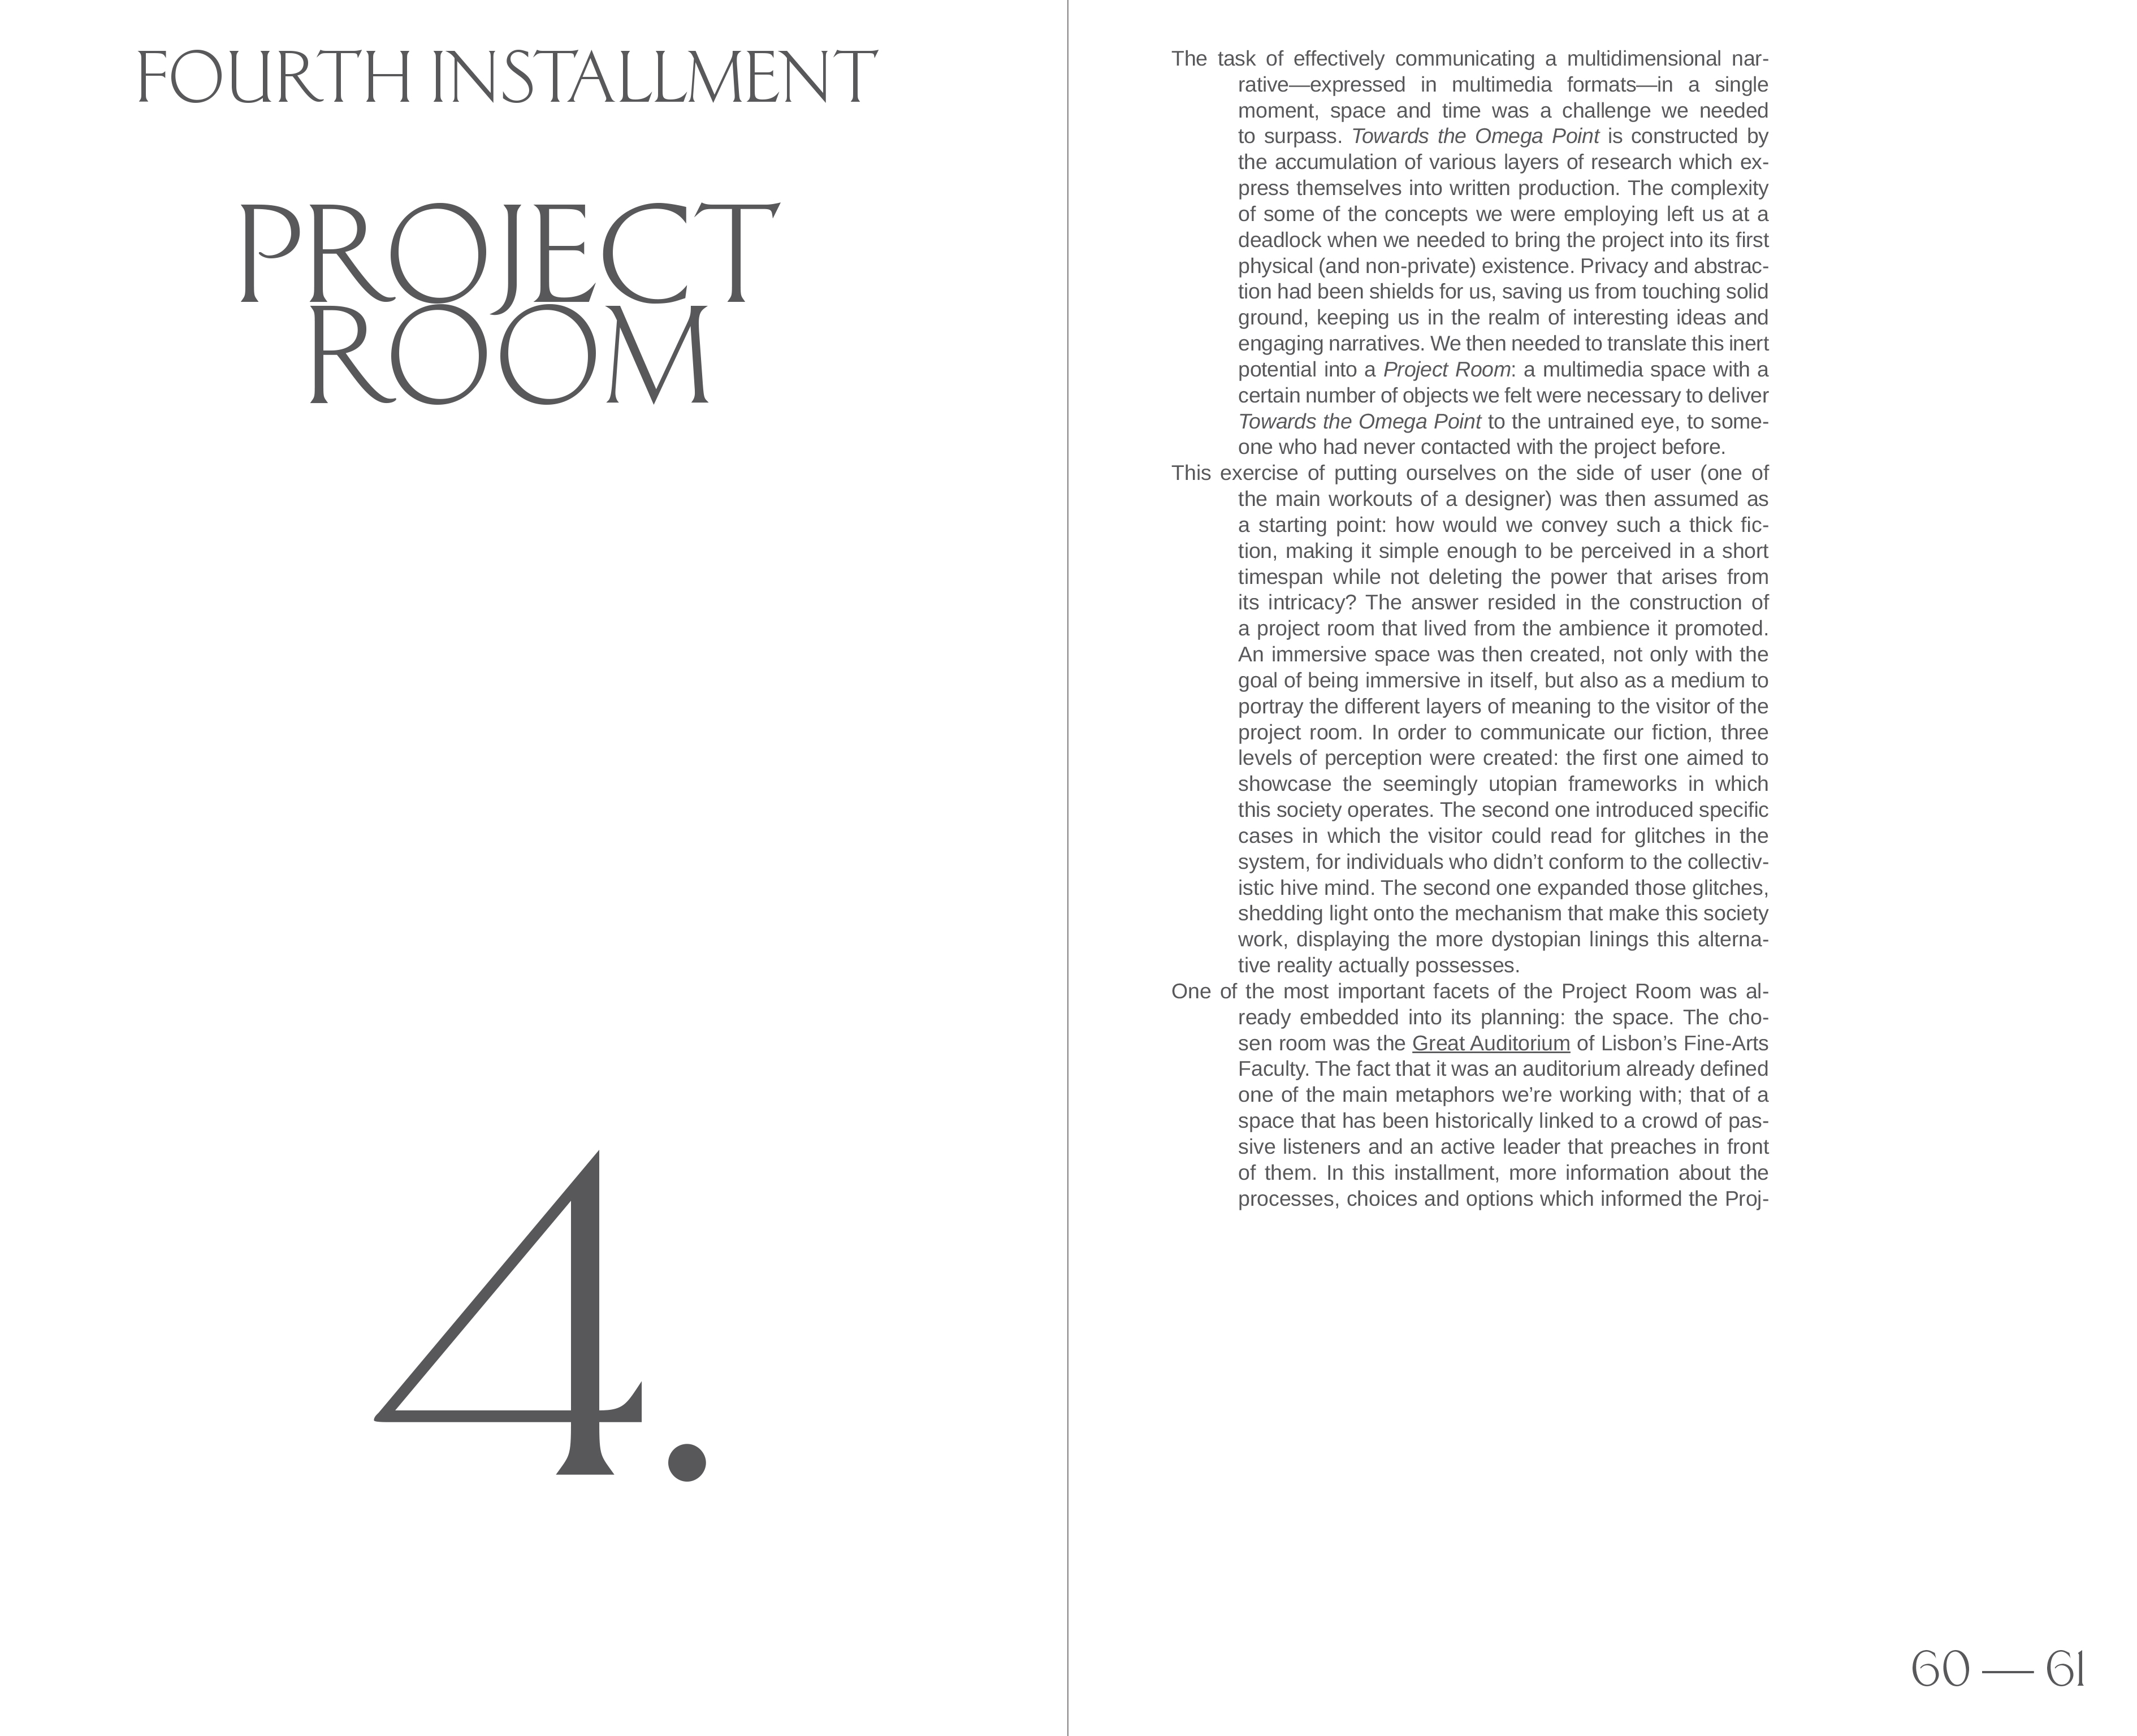 FOURTH INSTALLMENT
PROJECT
ROOM
4.
The task of effectively communicating a multidimensional nar-
rative—expressed in multimedia formats—in a single
moment, space and time was a challenge we needed
to surpass. Towards the Omega Point is constructed by
the accumulation of various layers of research which ex-
press themselves into written production. The complexity
of some of the concepts we were employing left us at a
deadlock when we needed to bring the project into its first
physical (and non-private) existence. Privacy and abstrac-
tion had been shields for us, saving us from touching solid
ground, keeping us in the realm of interesting ideas and
engaging narratives. We then needed to translate this inert
potential into a Project Room: a multimedia space with a
certain number of objects we felt were necessary to deliver
Towards the Omega Point to the untrained eye, to some-
one who had never contacted with the project before.
This exercise of putting ourselves on the side of user (one of
the main workouts of a designer) was then assumed as
a starting point: how would we convey such a thick fic-
tion, making it simple enough to be perceived in a short
timespan while not deleting the power that arises from
its intricacy? The answer resided in the construction of
a project room that lived from the ambience it promoted.
An immersive space was then created, not only with the
goal of being immersive in itself, but also as a medium to
portray the different layers of meaning to the visitor of the
project room. In order to communicate our fiction, three
levels of perception were created: the first one aimed to
showcase the seemingly utopian frameworks in which
this society operates. The second one introduced specific
cases in which the visitor could read for glitches in the
system, for individuals who didn’t conform to the collectiv-
istic hive mind. The second one expanded those glitches,
shedding light onto the mechanism that make this society
work, displaying the more dystopian linings this alterna-
tive reality actually possesses.
One of the most important facets of the Project Room was al-
ready embedded into its planning: the space. The cho-
sen room was the Great Auditorium of Lisbon’s Fine-Arts
Faculty. The fact that it was an auditorium already defined
one of the main metaphors we’re working with; that of a
space that has been historically linked to a crowd of pas-
sive listeners and an active leader that preaches in front
of them. In this installment, more information about the
processes, choices and options which informed the Proj-
60 — 61